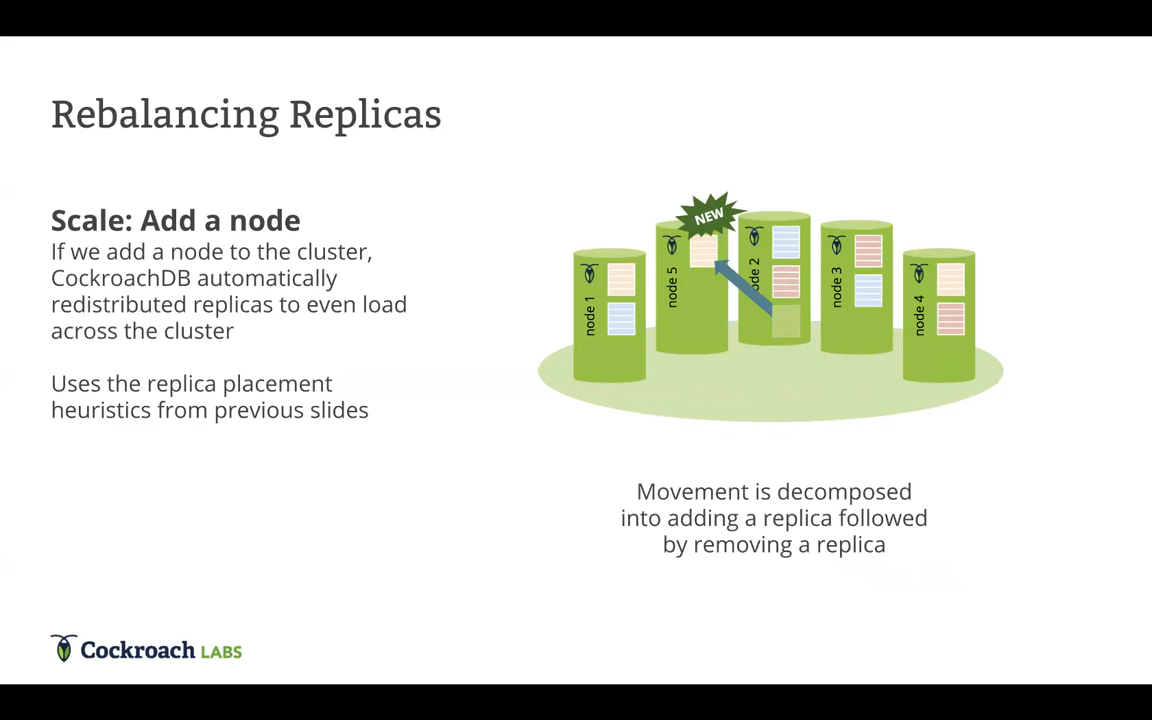 Rebalancing Replicas
Scale: Add a node
If we add a node to the cluster,
CockroachDB automatically
redistributed replicas to even load
across the cluster
Uses the replica placement
heuristics from previous slides
NEW
node 1
node 5
node 2
node 3
node 4
Movement is decomposed
into adding a replica followed
by removing a replica
Cockroach LABS